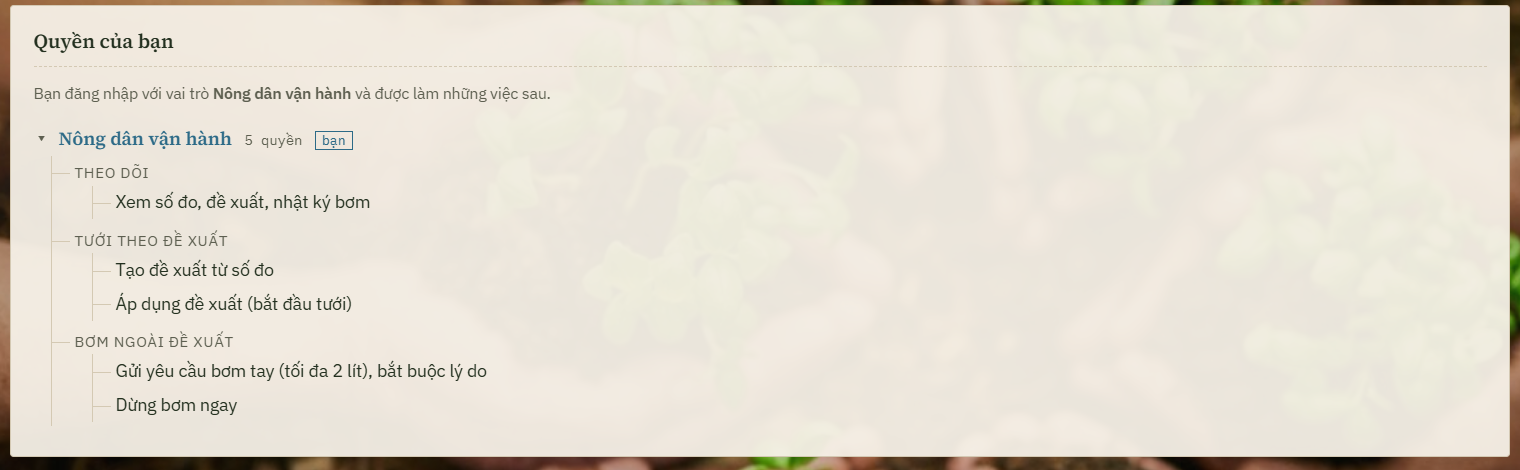 Quyền của bạn
Bạn đăng nhập với vai trò Nông dân vận hành và được làm những việc sau.
Nông dân vận hành 5 quyền bạn
THEO DÕI
Xem số đo, đề xuất, nhật ký bơm
TƯỚI THEO ĐỀ XUẤT
Tạo đề xuất từ số đo
Áp dụng đề xuất (bắt đầu tưới)
BƠM NGOÀI ĐỀ XUẤT
Gửi yêu cầu bơm tay (tối đa 2 lít), bắt buộc lý do
Dừng bơm ngay